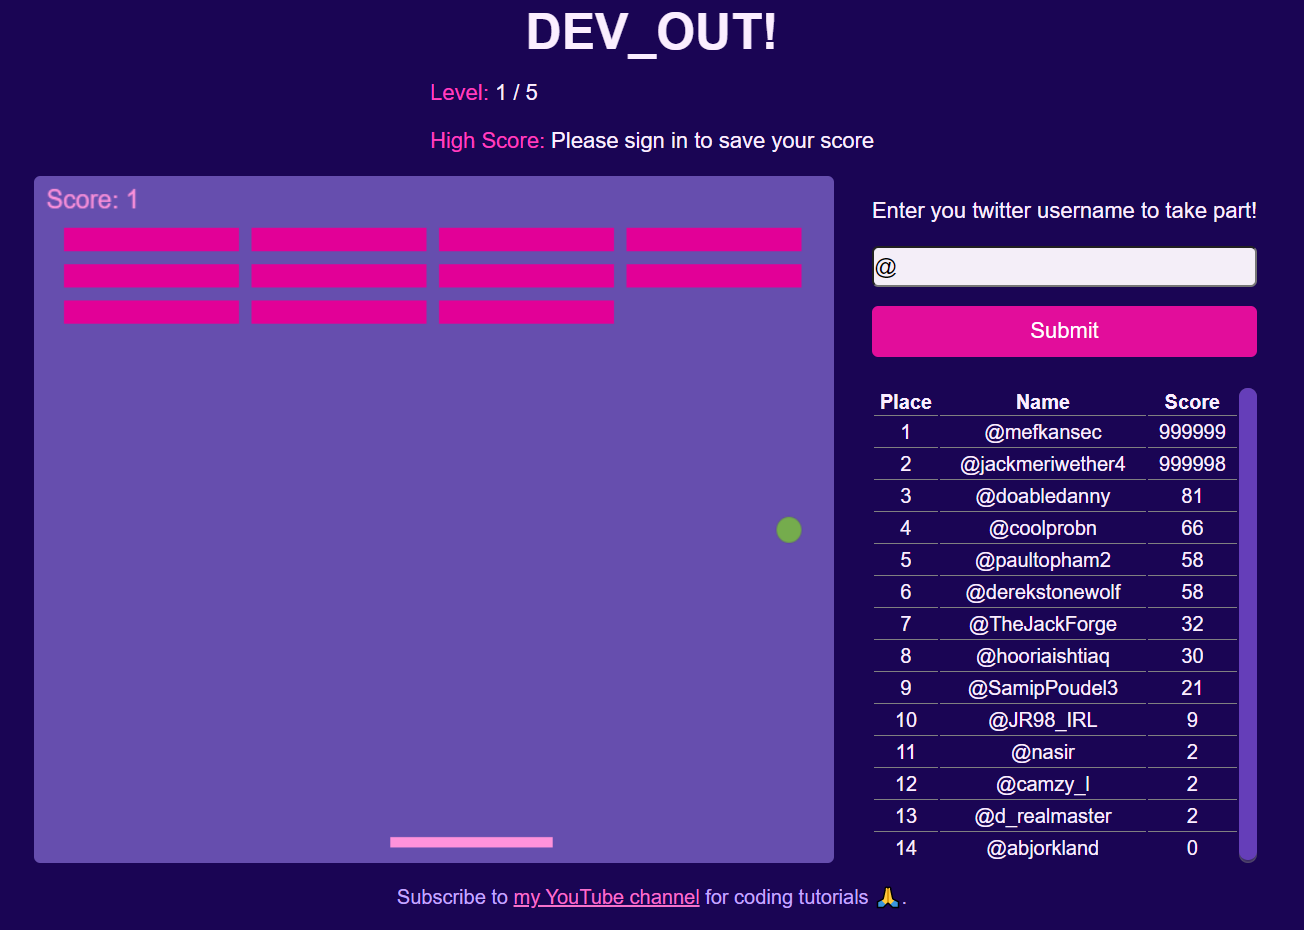 DEV_OUT!
Level: 1 / 5
High Score: Please sign in to save your score
Score: 1
Enter you twitter username to take part!
@
Submit
Place Name Score
1 @mefkansec 999999
2 @jackmeriwether4 999998
3 @doabledanny 81
4 @coolprobn 66
5 @paultopham2 58
6 @derekstonewolf 58
7 @TheJackForge 32
8 @hooriaishtiaq 30
9 @SamipPoudel3 21
10 @JR98_IRL 9
11 @nasir 2
12 @camzy_l 2
13 @d_realmaster 2
14 @abjorkland 0
Subscribe to my YouTube channel for coding tutorials 🙏.